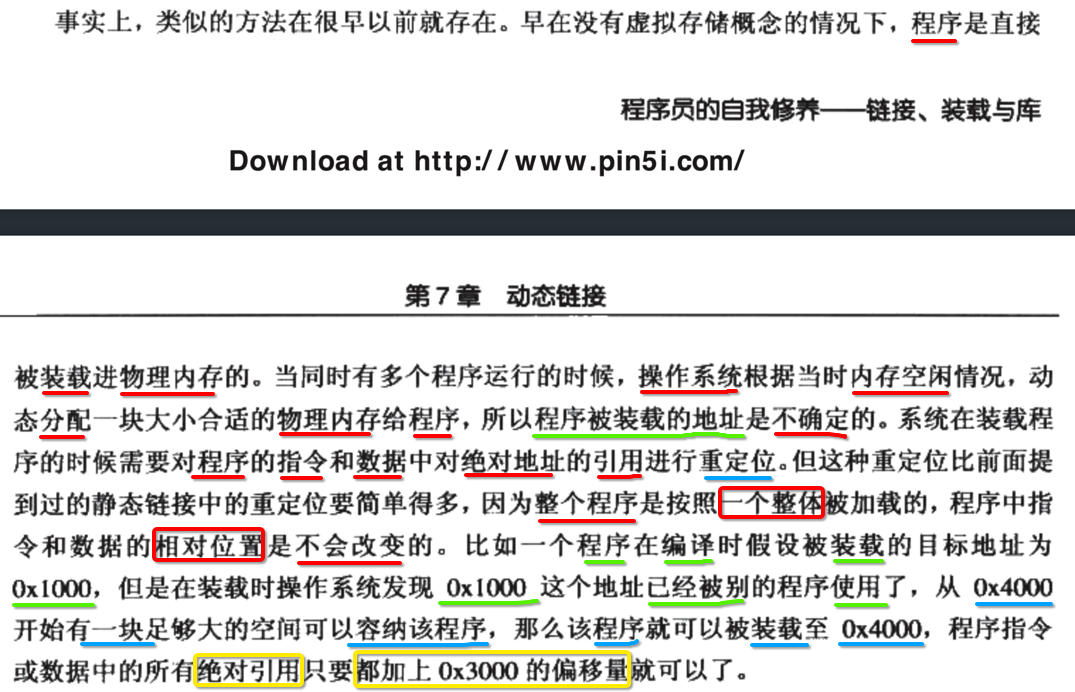 事实上，类似的方法在很早以前就存在。早在没有虚拟存储概念的情况下，程序是直接
程序员的自我修养——链接、装载与库
Download at http://www.pin5i.com/
第 7 章 动态链接
被装载进物理内存的。当同时有多个程序运行的时候，操作系统根据当时内存空闲情况，动
态分配一块大小合适的物理内存给程序，所以程序被装载的地址是不确定的。系统在装载程
序的时候需要对程序的指令和数据中对绝对地址的引用进行重定位。但这种重定位比前面提
到过的静态链接中的重定位要简单得多，因为整个程序是按照一个整体被加载的，程序中指
令和数据的相对位置是不会改变的。比如一个程序在编译时假设被装载的目标地址为
0x1000，但是在装载时操作系统发现 0x1000 这个地址已经被别的程序使用了，从 0x4000
开始有一块足够大的空间可以容纳该程序，那么该程序就可以被装载至 0x4000，程序指令
或数据中的所有绝对引用只要都加上 0x3000 的偏移量就可以了。